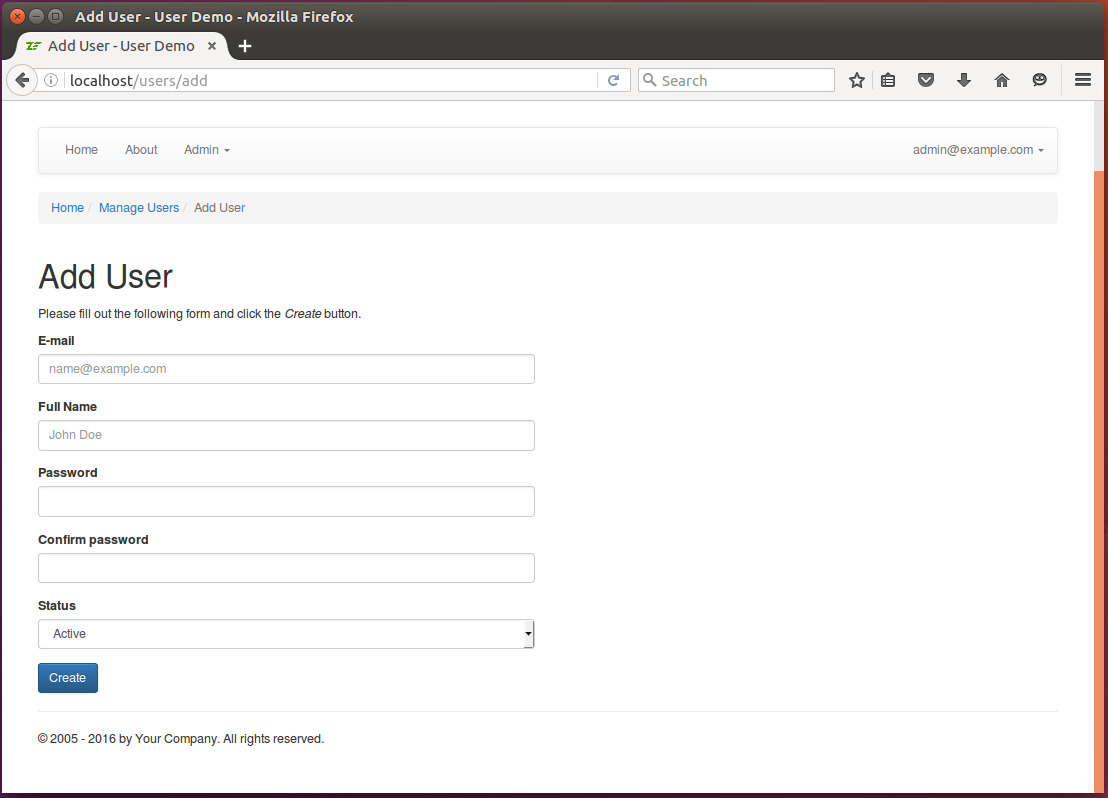 Add User - User Demo - Mozilla Firefox
Add User - User Demo
localhost/users/add
Search
Home About Admin admin@example.com
Home / Manage Users / Add User
Add User
Please fill out the following form and click the Create button.
E-mail
name@example.com
Full Name
John Doe
Password
Confirm password
Status
Active
Create
© 2005 - 2016 by Your Company. All rights reserved.